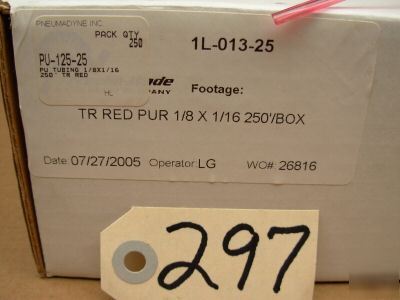 PNEUMADYNE INC.
PACK QTY
250
PU-125-25
PU TUBING 1/8X1/16
250' TR RED
HL
1L-013-25
Footage:
TR RED PUR 1/8 X 1/16 250'/BOX
Date: 07/27/2005 Operator: LG WO#: 26816
297